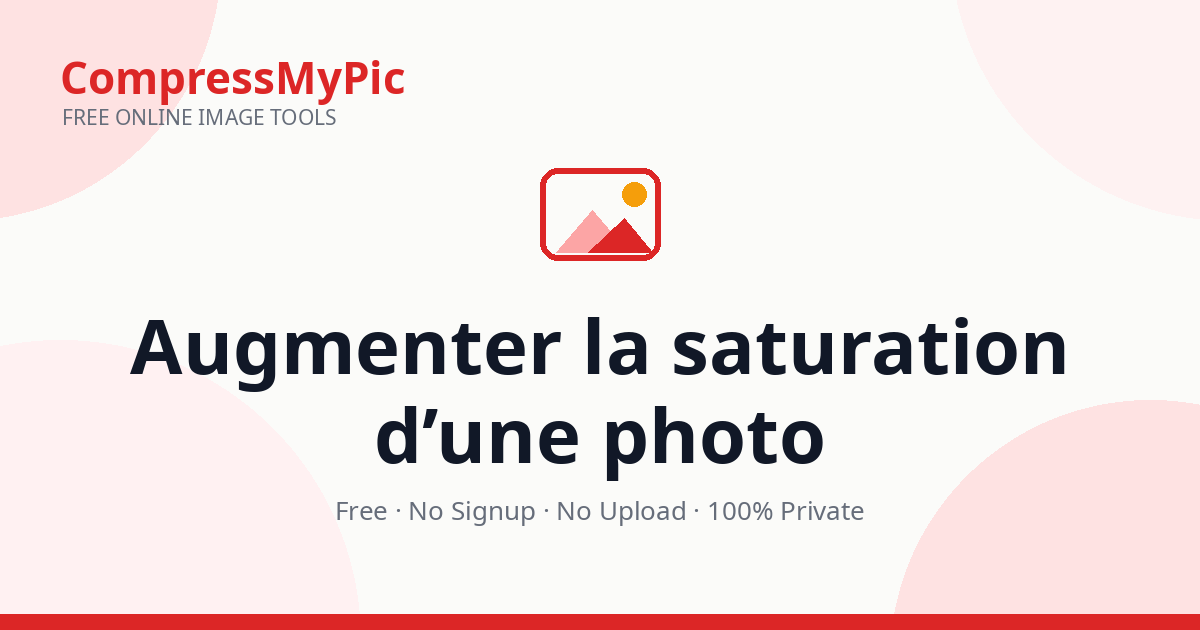 CompressMyPic
FREE ONLINE IMAGE TOOLS
Augmenter la saturation
d’une photo
Free · No Signup · No Upload · 100% Private